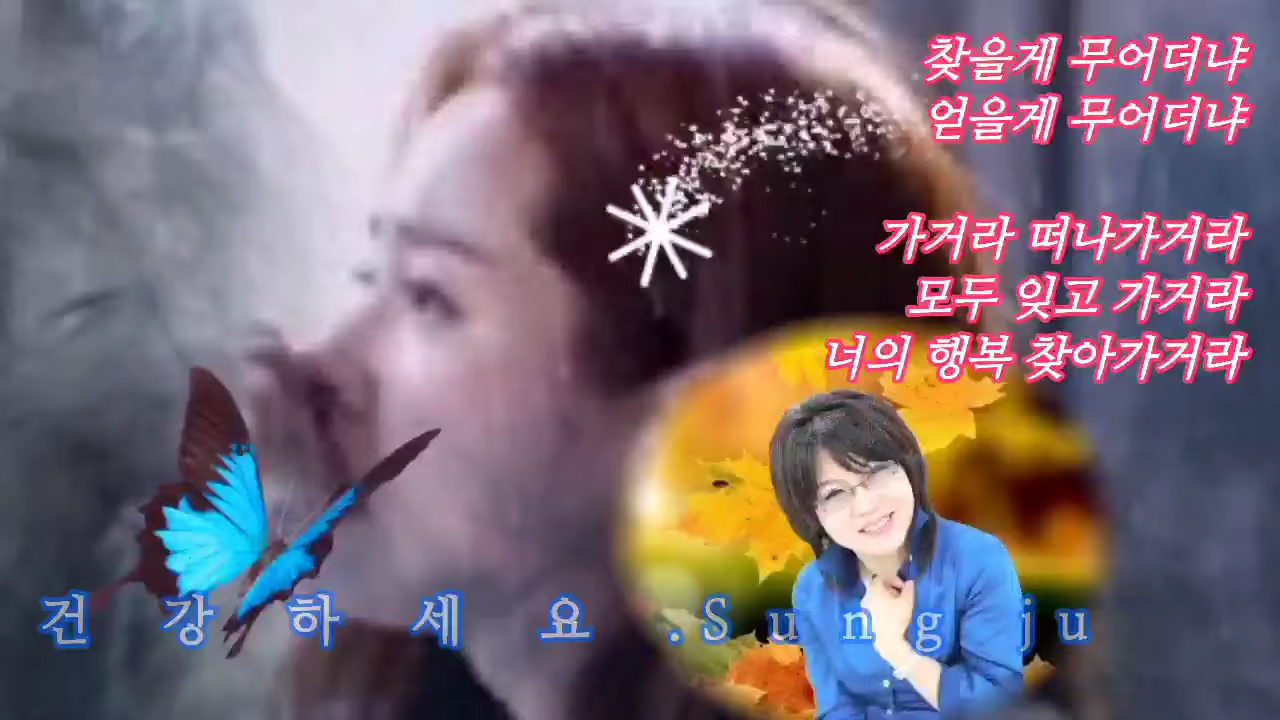 찾을게 무어더냐
얻을게 무어더냐
가거라 떠나가거라
모두 잊고 가거라
너의 행복 찾아가거라
건강하세요.Sung ju